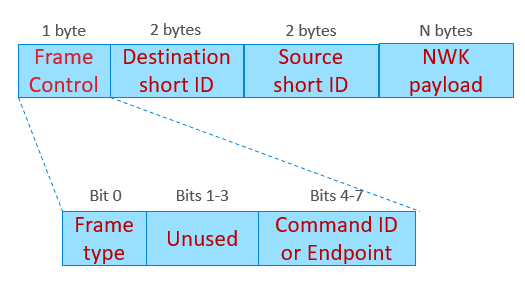 1 byte 2 bytes 2 bytes N bytes
Frame Control Destination short ID Source short ID NWK payload
Bit 0 Bits 1-3 Bits 4-7
Frame type Unused Command ID or Endpoint